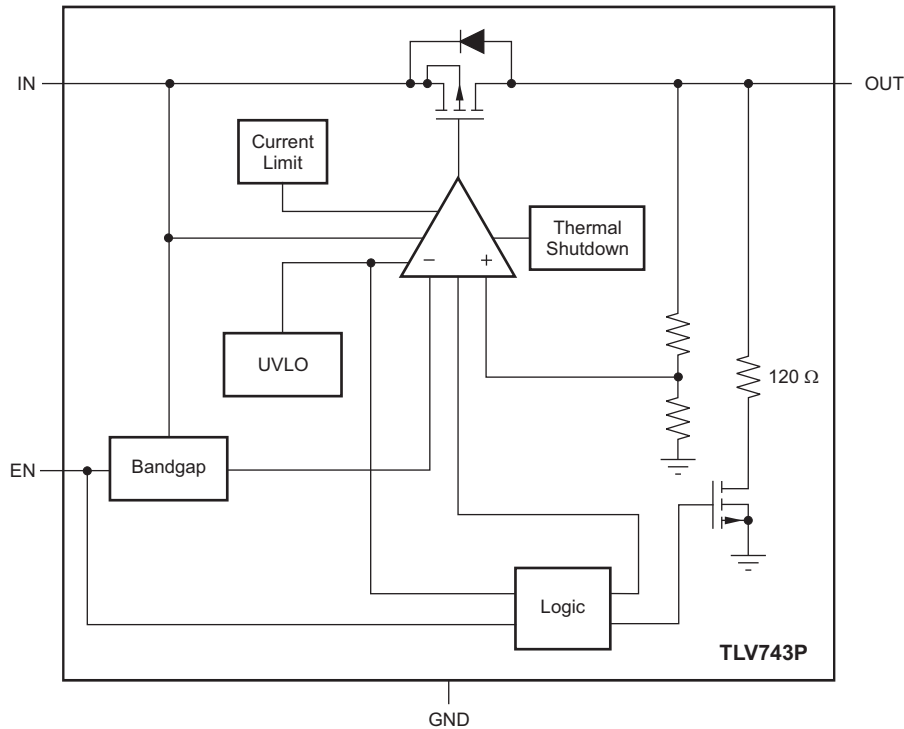 IN
OUT
Current
Limit
Thermal
Shutdown
−
+
UVLO
120 Ω
EN
Bandgap
Logic
TLV743P
GND